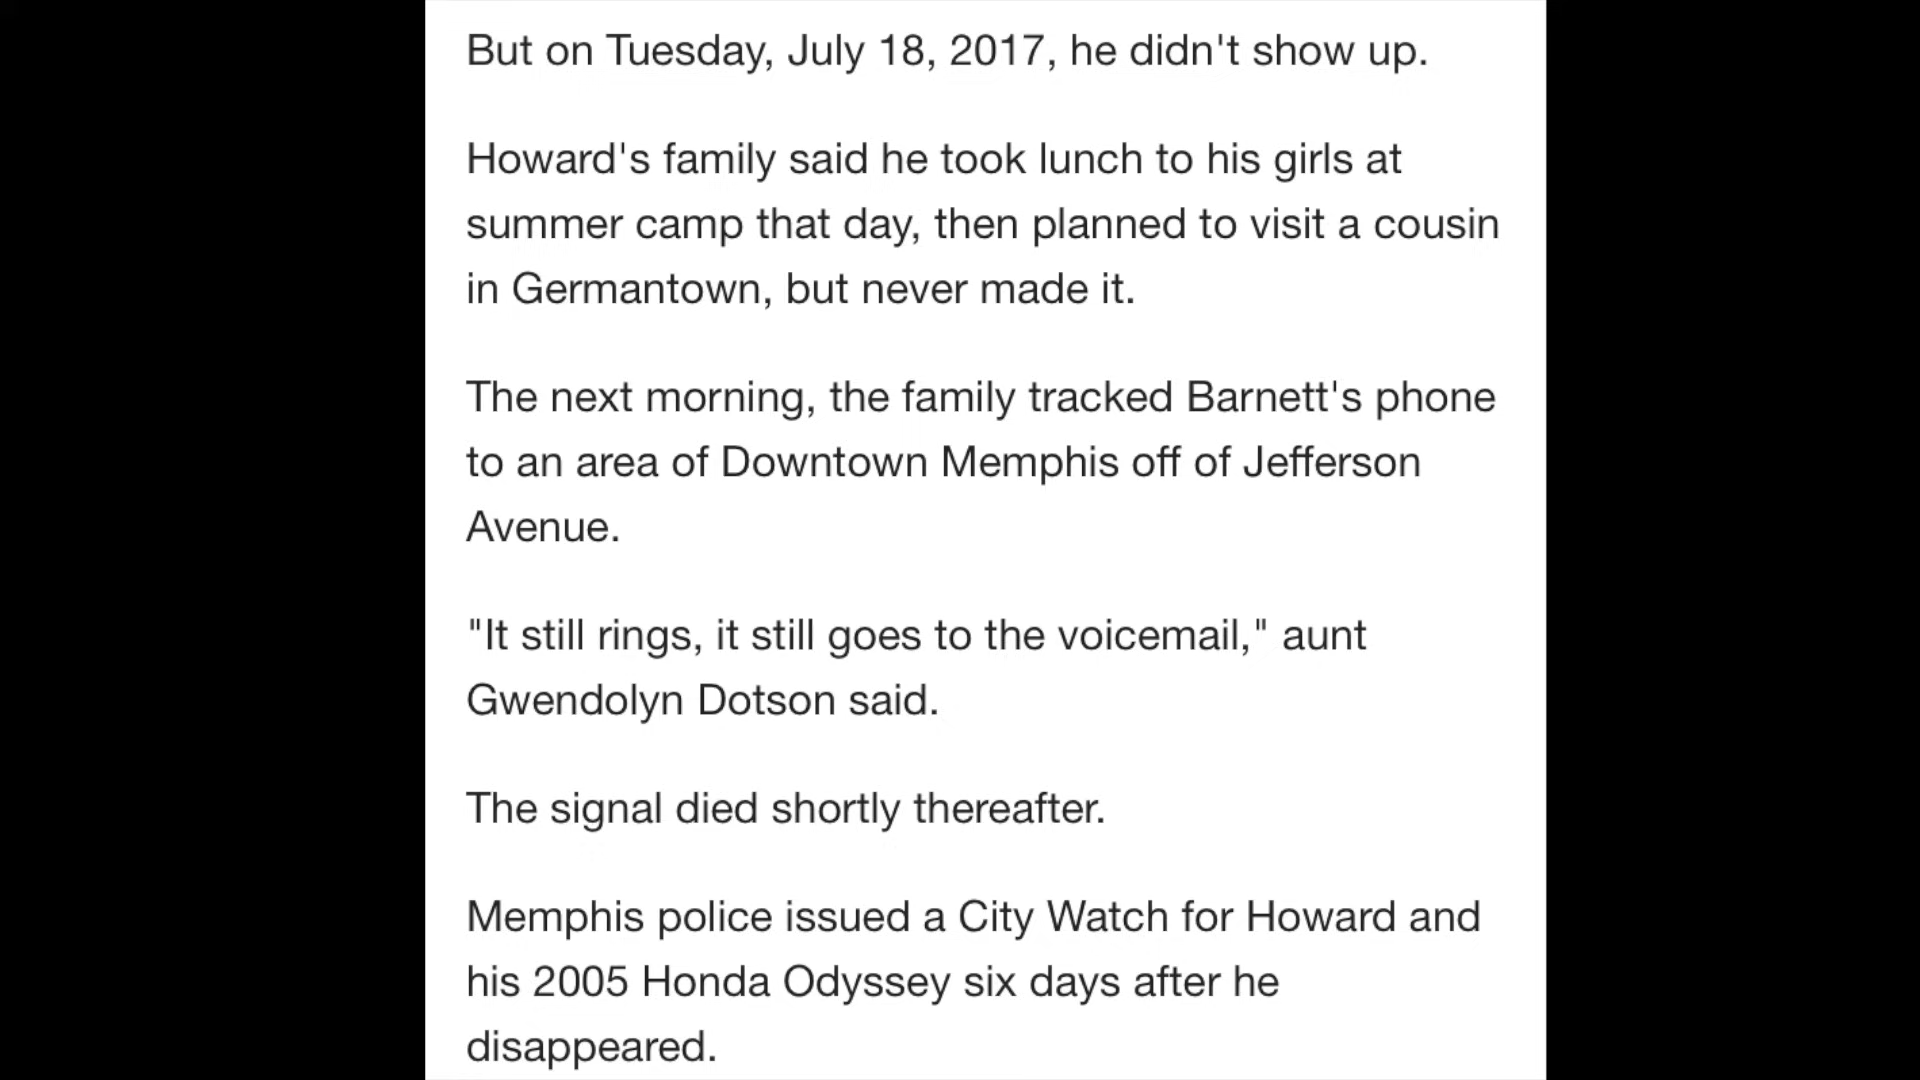 But on Tuesday, July 18, 2017, he didn't show up.
Howard's family said he took lunch to his girls at
summer camp that day, then planned to visit a cousin
in Germantown, but never made it.
The next morning, the family tracked Barnett's phone
to an area of Downtown Memphis off of Jefferson
Avenue.
"It still rings, it still goes to the voicemail," aunt
Gwendolyn Dotson said.
The signal died shortly thereafter.
Memphis police issued a City Watch for Howard and
his 2005 Honda Odyssey six days after he
disappeared.